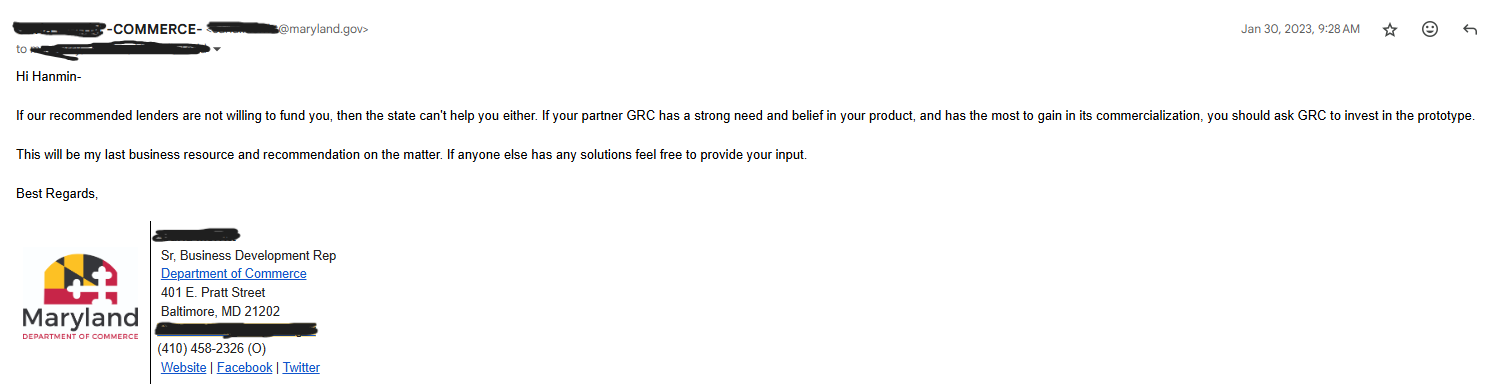 -COMMERCE- @maryland.gov>
Jan 30, 2023, 9:28 AM
to
Hi Hanmin-
If our recommended lenders are not willing to fund you, then the state can't help you either. If your partner GRC has a strong need and belief in your product, and has the most to gain in its commercialization, you should ask GRC to invest in the prototype.
This will be my last business resource and recommendation on the matter. If anyone else has any solutions feel free to provide your input.
Best Regards,
Maryland
DEPARTMENT OF COMMERCE
Sr, Business Development Rep
Department of Commerce
401 E. Pratt Street
Baltimore, MD 21202
(410) 458-2326 (O)
Website | Facebook | Twitter